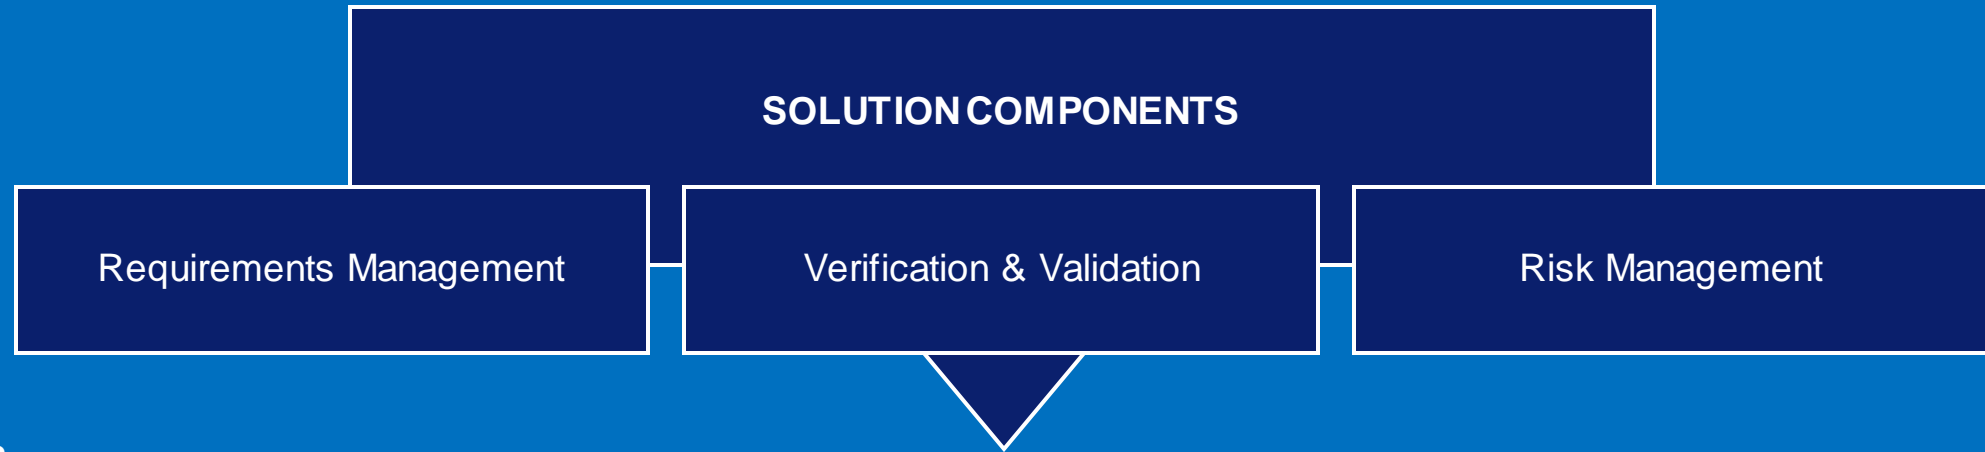 SOLUTION COMPONENTS
Requirements Management
Verification & Validation
Risk Management